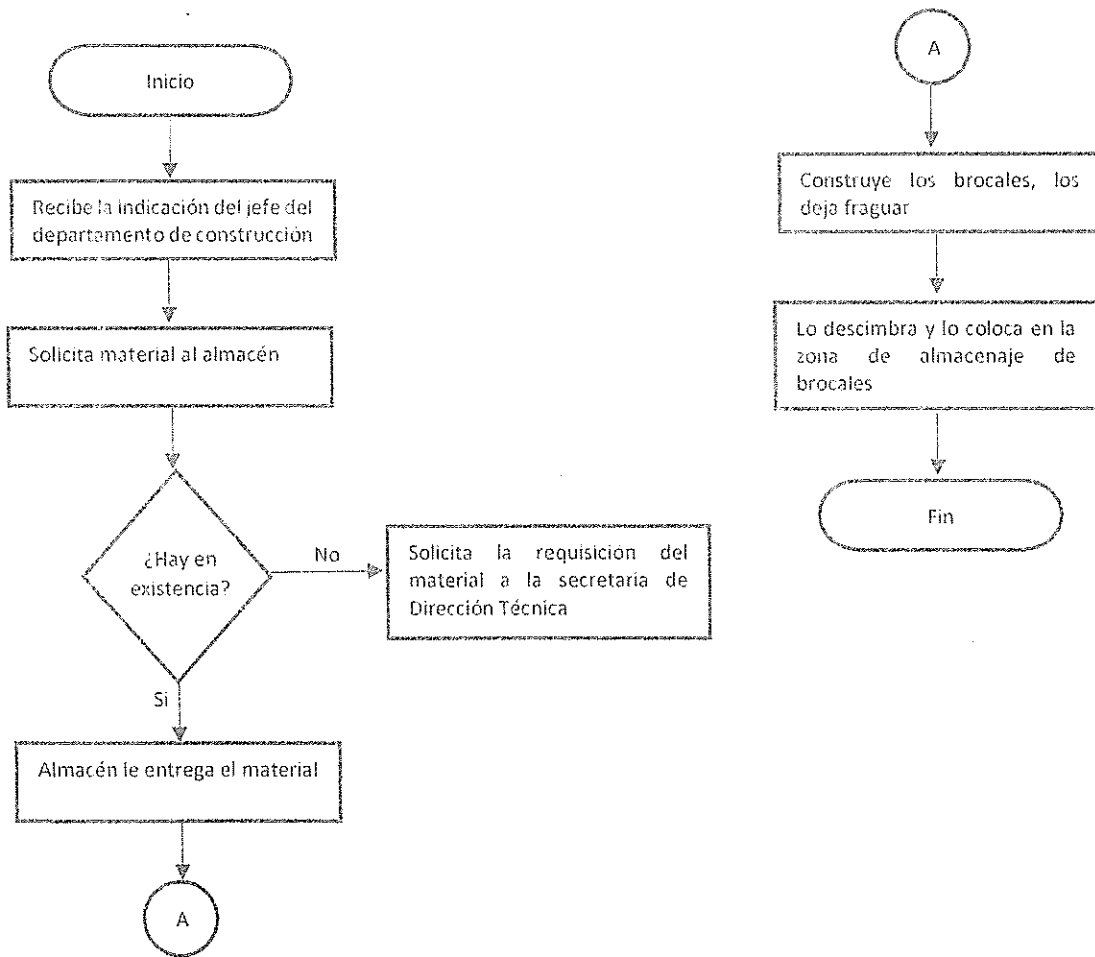 Inicio
Recibe la indicación del jefe del
departamento de construcción
Solicita material al almacén
¿Hay en
existencia?
No
Solicita la requisición del
material a la secretaria de
Dirección Técnica
Si
Almacén le entrega el material
A
A
Construye los brocales, los
deja fraguar
Lo descimbra y lo coloca en la
zona de almacenaje de
brocales
Fin